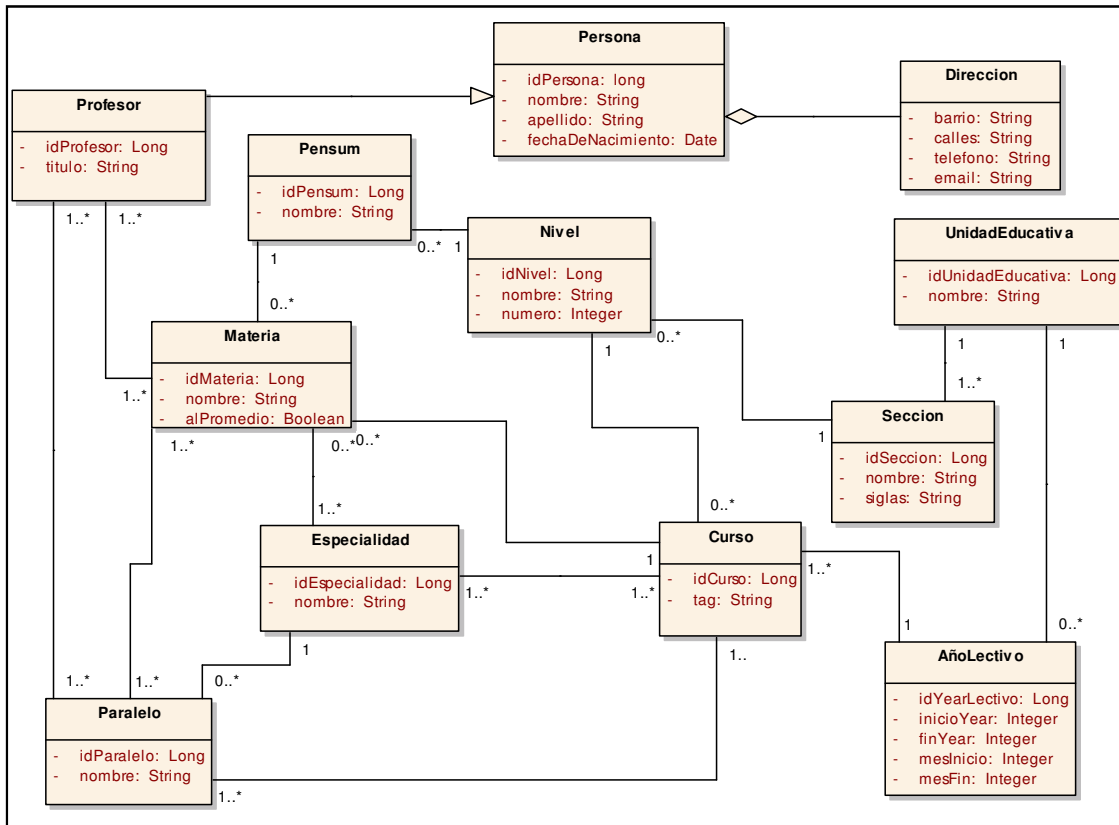 Persona
- idPersona: long
- nombre: String
- apellido: String
- fechaDeNacimiento: Date
Direccion
- barrio: String
- calles: String
- telefono: String
- email: String
Profesor
- idProfesor: Long
- titulo: String
Pensum
- idPensum: Long
- nombre: String
Nivel
- idNivel: Long
- nombre: String
- numero: Integer
UnidadEducativa
- idUnidadEducativa: Long
- nombre: String
1..*
1..*
1
0..*
1
0..*
Materia
- idMateria: Long
- nombre: String
- alPromedio: Boolean
0..*
1
1
1
1..*
Seccion
- idSeccion: Long
- nombre: String
- siglas: String
1
1..*
1..*
0..*
0..*
1..*
0..*
Especialidad
- idEspecialidad: Long
- nombre: String
Curso
- idCurso: Long
- tag: String
1
1..*
1..*
1..*
1
0..*
AñoLectivo
- idYearLectivo: Long
- inicioYear: Integer
- finYear: Integer
- mesInicio: Integer
- mesFin: Integer
1
0..*
1..
1..*
1..*
Paralelo
- idParalelo: Long
- nombre: String
1..*